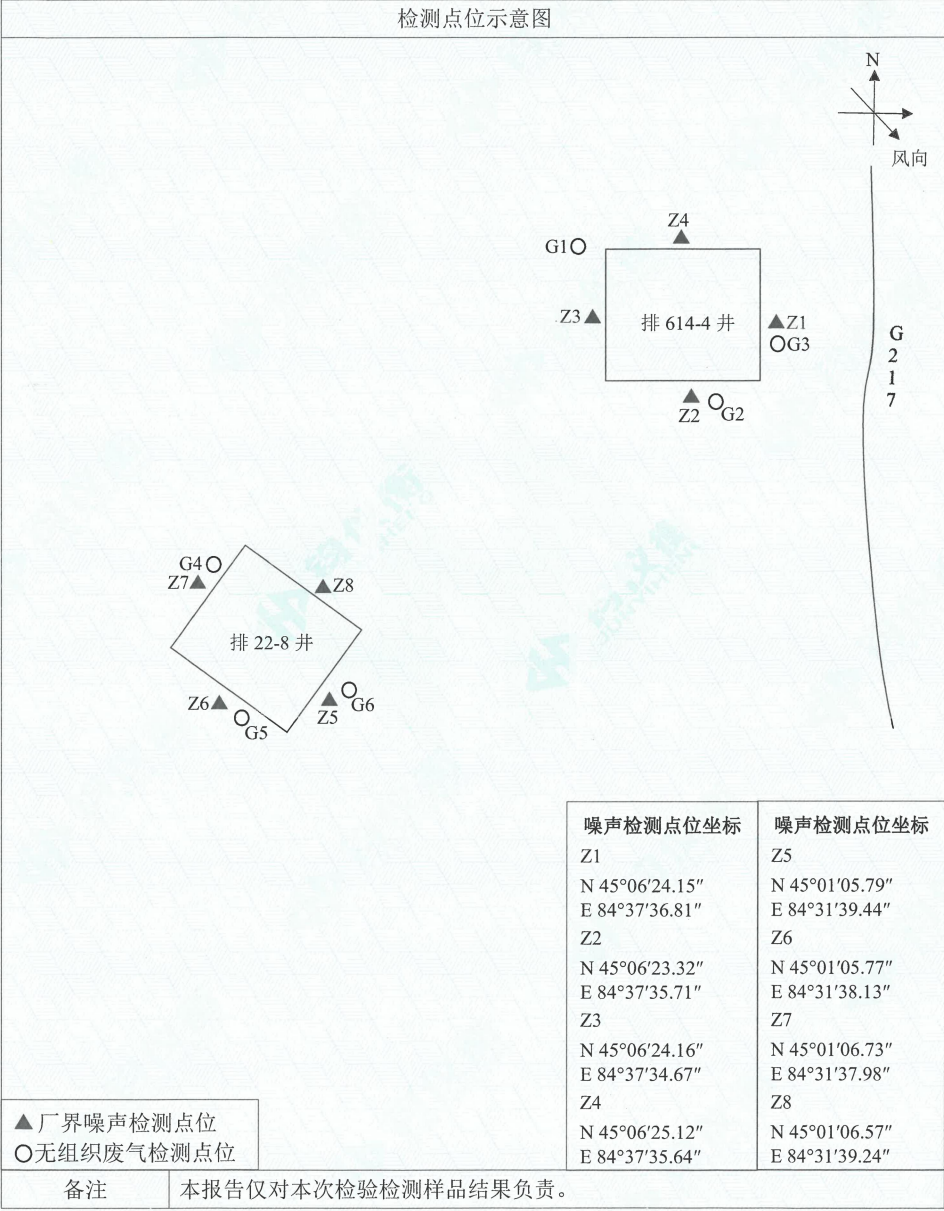 检测点位示意图
N
风向
Z4
G1
Z3
排 614-4 井
Z1
G3
Z2
G2
G
2
1
7
G4
Z7
Z8
排 22-8 井
Z6
G5
Z5
G6
噪声检测点位坐标
Z1
N 45°06′24.15″
E 84°37′36.81″
Z2
N 45°06′23.32″
E 84°37′35.71″
Z3
N 45°06′24.16″
E 84°37′34.67″
Z4
N 45°06′25.12″
E 84°37′35.64″
噪声检测点位坐标
Z5
N 45°01′05.79″
E 84°31′39.44″
Z6
N 45°01′05.77″
E 84°31′38.13″
Z7
N 45°01′06.73″
E 84°31′37.98″
Z8
N 45°01′06.57″
E 84°31′39.24″
▲厂界噪声检测点位
○无组织废气检测点位
备注 本报告仅对本次检验检测样品结果负责。